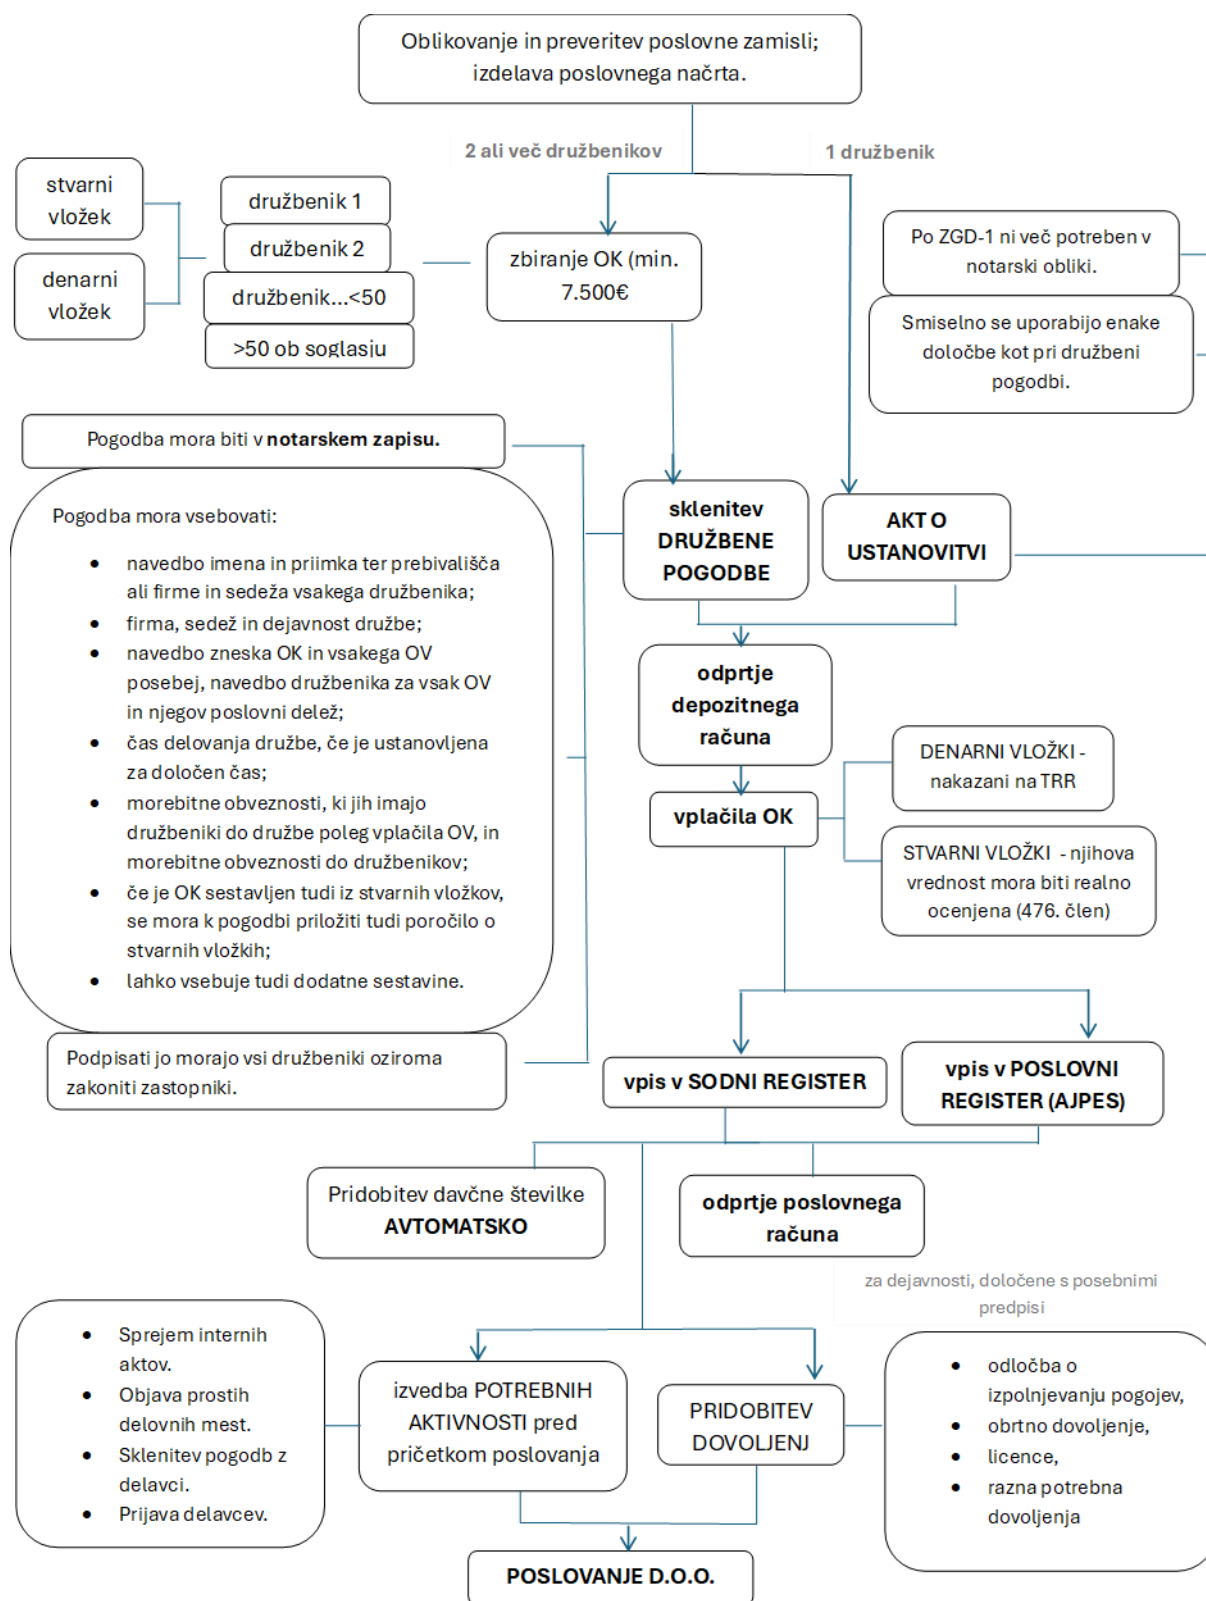 Oblikovanje in preveritev poslovne zamisli;
izdelava poslovnega načrta.
2 ali več družbenikov
1 družbenik
stvarni
vložek
denarni
vložek
družbenik 1
družbenik 2
družbenik...<50
>50 ob soglasju
zbiranje OK (min.
7.500€
Po ZGD-1 ni več potreben v
notarski obliki.
Smiselno se uporabijo enake
določbe kot pri družbeni
pogodbi.
Pogodba mora biti v notarskem zapisu.
Pogodba mora vsebovati:
• navedbo imena in priimka ter prebivališča
ali firme in sedeža vsakega družbenika;
• firma, sedež in dejavnost družbe;
• navedbo zneska OK in vsakega OV
posebej, navedbo družbenika za vsak OV
in njegov poslovni delež;
• čas delovanja družbe, če je ustanovljena
za določen čas;
• morebitne obveznosti, ki jih imajo
družbeniki do družbe poleg vplačila OV, in
morebitne obveznosti do družbenikov;
• če je OK sestavljen tudi iz stvarnih vložkov,
se mora k pogodbi priložiti tudi poročilo o
stvarnih vložkih;
• lahko vsebuje tudi dodatne sestavine.
Podpisati jo morajo vsi družbeniki oziroma
zakoniti zastopniki.
sklenitev
DRUŽBENE
POGODBE
AKT O
USTANOVITVI
odprtje
depozitnega
računa
vplačila OK
DENARNI VLOŽKI -
nakazani na TRR
STVARNI VLOŽKI - njihova
vrednost mora biti realno
ocenjena (476. člen)
vpis v SODNI REGISTER
vpis v POSLOVNI
REGISTER (AJPES)
Pridobitev davčne številke
AVTOMATSKO
odprtje poslovnega
računa
za dejavnosti, določene s posebnimi
predpisi
• Sprejem internih
aktov.
• Objava prostih
delovnih mest.
• Sklenitev pogodb z
delavci.
• Prijava delavcev.
izvedba POTREBNIH
AKTIVNOSTI pred
pričetkom poslovanja
PRIDOBITEV
DOVOLJENJ
• odločba o
izpolnjevanju pogojev,
• obrtno dovoljenje,
• licence,
• razna potrebna
dovoljenja
POSLOVANJE D.O.O.